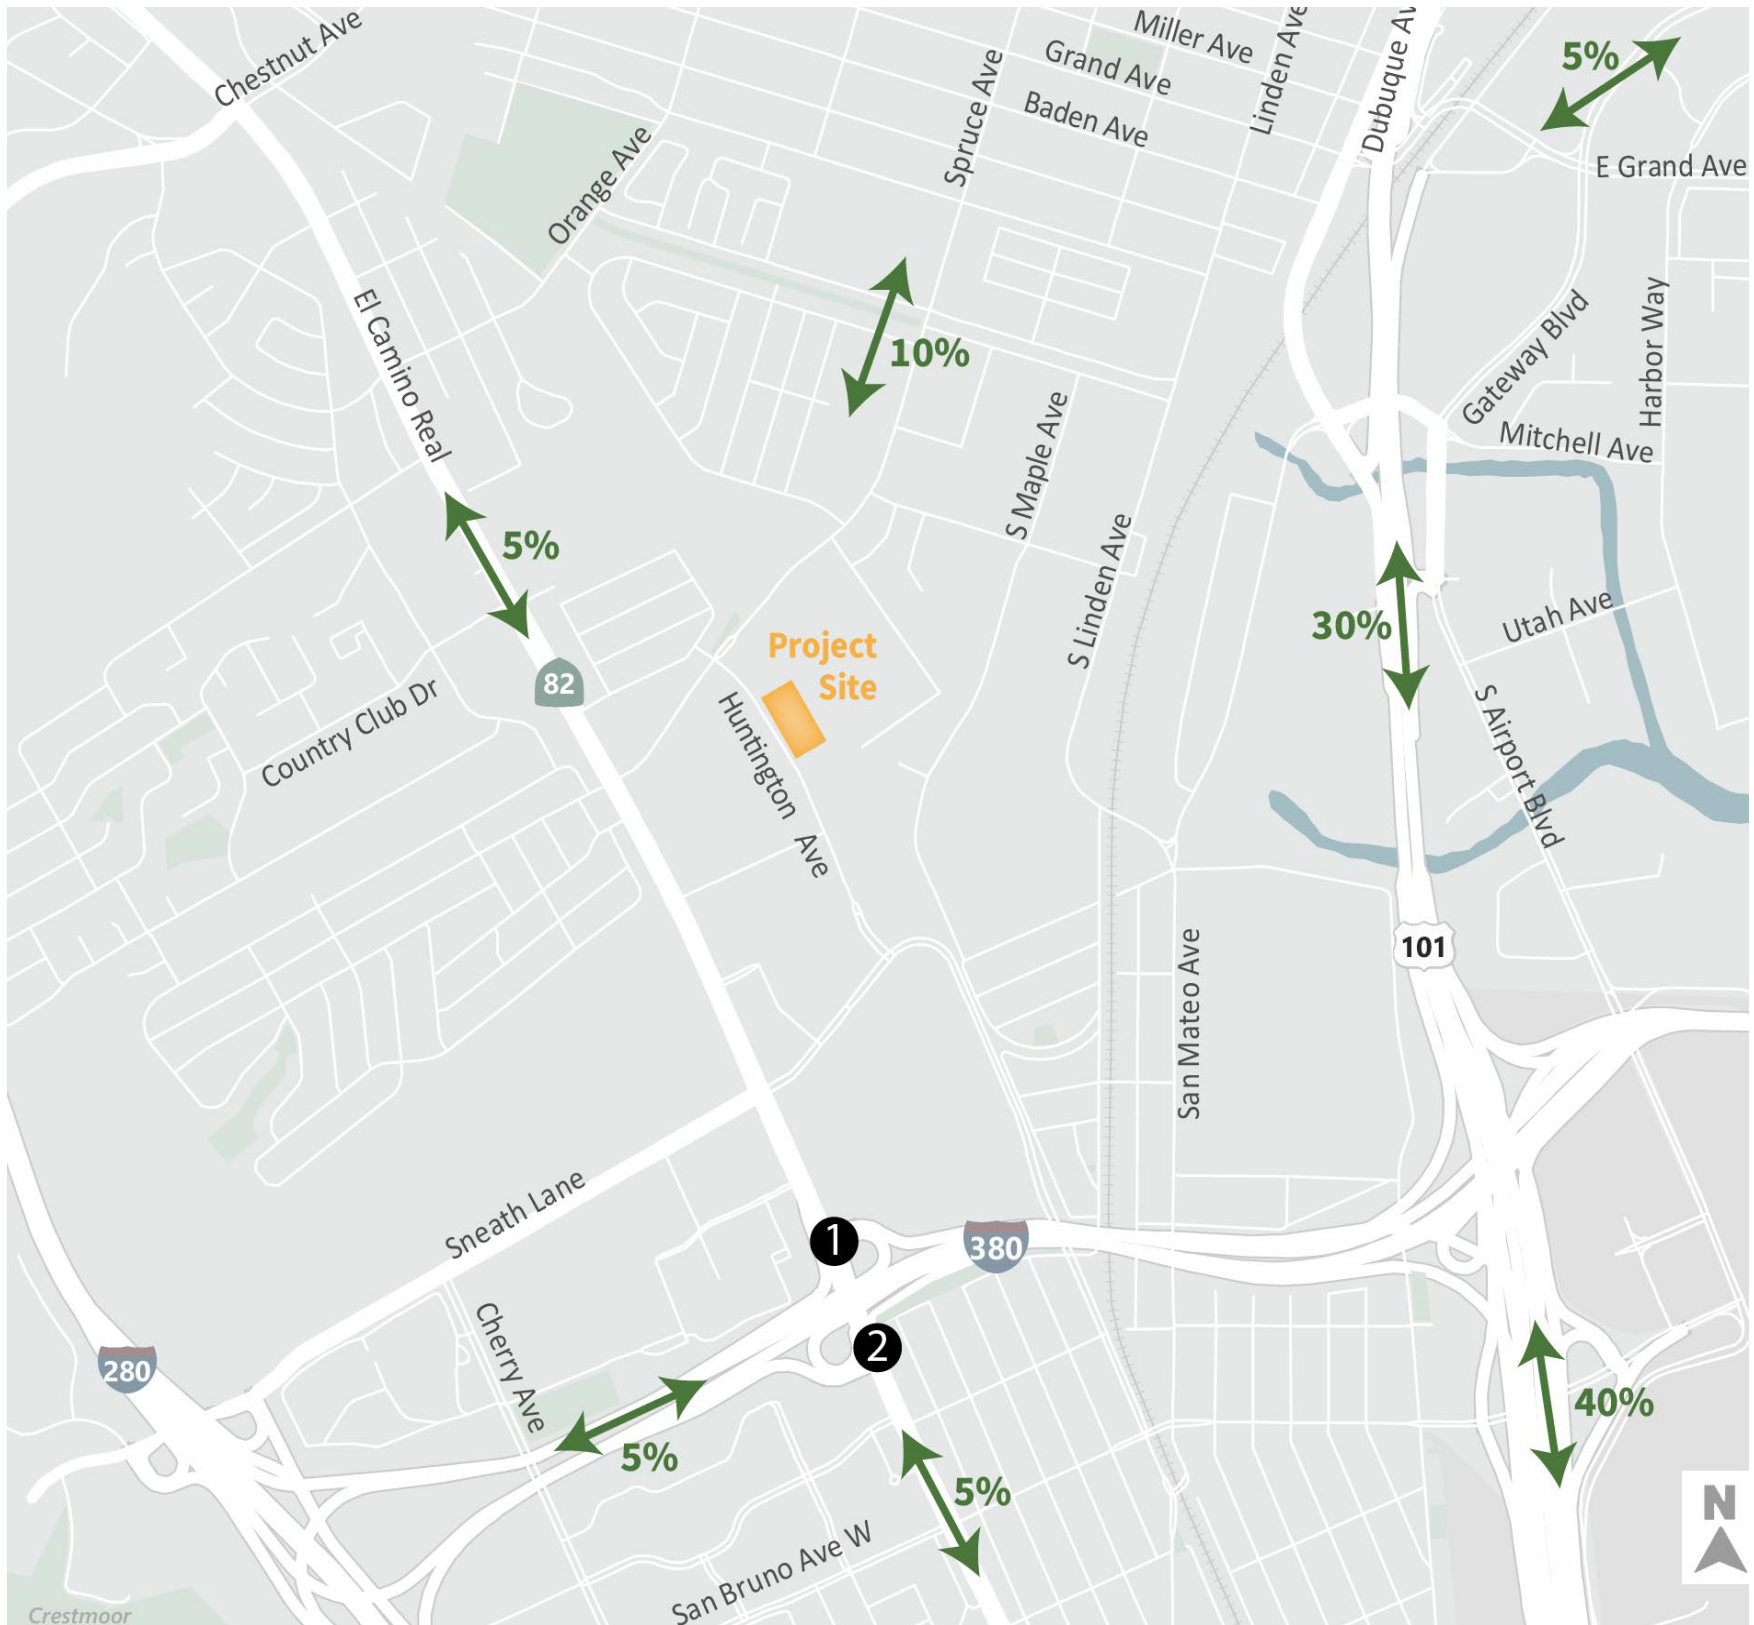 Chestnut Ave
Miller Ave
Grand Ave
Baden Ave
Linden Ave
Dubuque Av
5%
E Grand Ave
Spruce Ave
Orange Ave
El Camino Real
10%
Gateway Blvd
Harbor Way
Mitchell Ave
S Maple Ave
S Linden Ave
5%
30%
Utah Ave
Project
Site
82
Country Club Dr
Huntington Ave
S Airport Blvd
101
San Mateo Ave
Sneath Lane
1
380
2
280
Cherry Ave
5%
5%
40%
San Bruno Ave W
N
Crestmoor